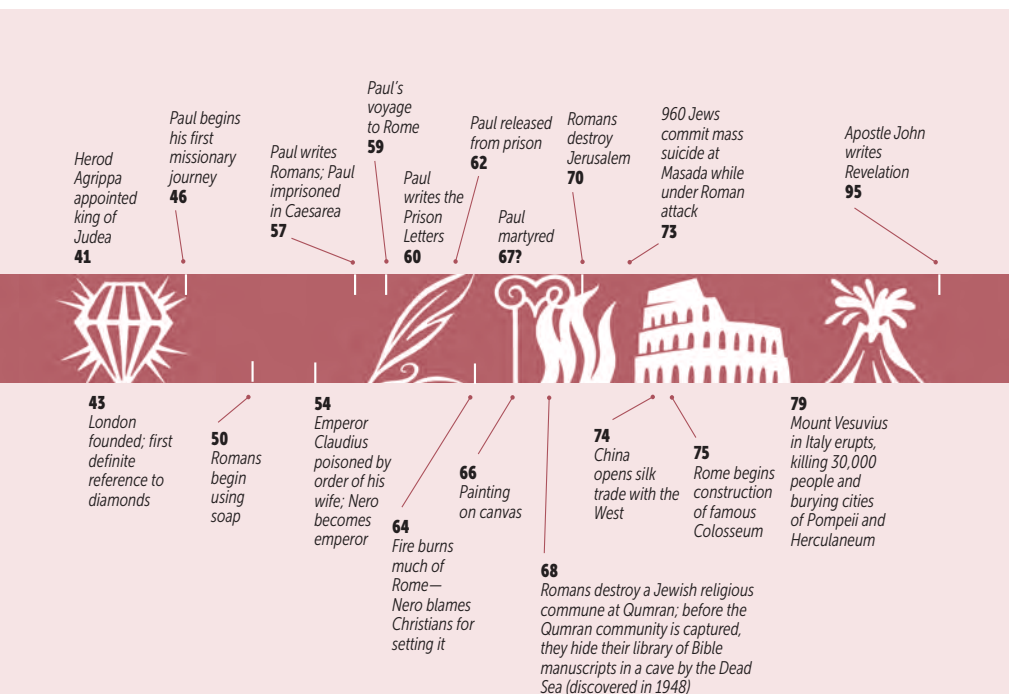 Herod
Agrippa
appointed
king of
Judea
41
Paul begins
his first
missionary
journey
46
Paul writes
Romans; Paul
imprisoned
in Caesarea
57
Paul’s
voyage
to Rome
59
Paul
writes the
Prison
Letters
60
Paul released
from prison
62
Paul
martyred
67?
Romans
destroy
Jerusalem
70
960 Jews
commit mass
suicide at
Masada while
under Roman
attack
73
Apostle John
writes
Revelation
95
43
London
founded; first
definite
reference to
diamonds
50
Romans
begin
using
soap
54
Emperor
Claudius
poisoned by
order of his
wife; Nero
becomes
emperor
64
Fire burns
much of
Rome—
Nero blames
Christians for
setting it
66
Painting
on canvas
68
Romans destroy a Jewish religious
commune at Qumran; before the
Qumran community is captured,
they hide their library of Bible
manuscripts in a cave by the Dead
Sea (discovered in 1948)
74
China
opens silk
trade with the
West
75
Rome begins
construction
of famous
Colosseum
79
Mount Vesuvius
in Italy erupts,
killing 30,000
people and
burying cities
of Pompeii and
Herculaneum